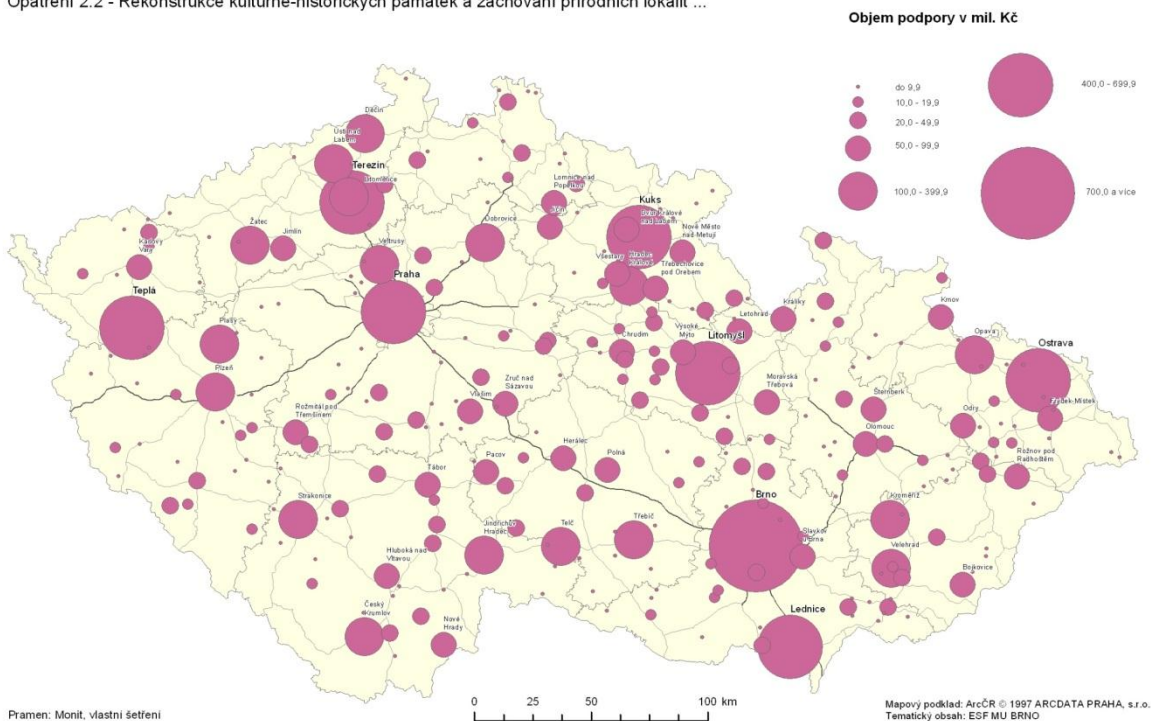 Opatření 2.2 - Rekonstrukce kulturně-historických památek a zachování přírodních lokalit ...
Objem podpory v mil. Kč
do 9,9
10,0 - 19,9
20,0 - 49,9
50,0 - 99,9
100,0 - 399,9
400,0 - 699,9
700,0 a více
Děčín
Ústí nad
Labem
Terezín
Litoměřice
Lomnice nad
Popelkou
Jičín
Kuks
Dvůr Králové
nad Labem
Nové Město
nad Metují
Žatec
Jimlín
Dobrovice
Karlovy
Vary
Veltrusy
Všestary
Hradec
Králové
Třebechovice
pod Orebem
Praha
Teplá
Králíky
Krnov
Letohrad
Plasy
Chrudim
Vysoké
Mýto
Litomyšl
Opava
Ostrava
Plzeň
Zruč nad
Sázavou
Moravská
Třebová
Šternberk
Frýdek-Místek
Vlašim
Rožmitál pod
Třemšínem
Odry
Olomouc
Heralec
Polná
Pacov
Tábor
Rožnov pod
Radhoštěm
Strakonice
Brno
Kroměříž
Jindřichův
Hradec
Telč
Třebíč
Slavkov
u Brna
Hluboká nad
Vltavou
Velehrad
Bojkovice
Český
Krumlov
Nové
Hrady
Lednice
0 25 50 100 km
Pramen: Monit, vlastní šetření
Mapový podklad: ArcČR © 1997 ARCDATA PRAHA, s.r.o.
Tematický obsah: ESF MU BRNO